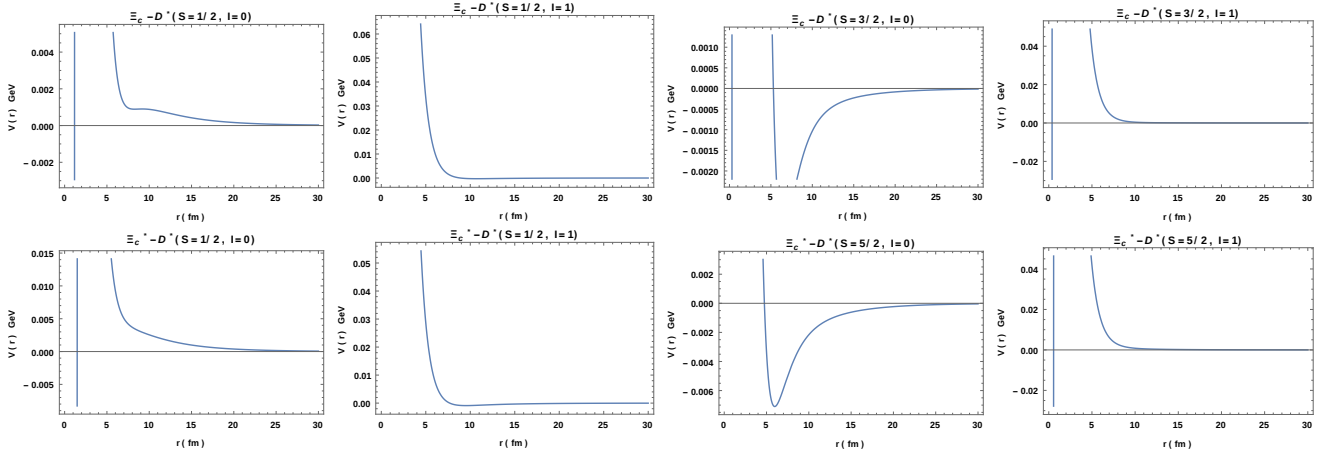 Ξc – D*(S = 1/2, I = 0)
V(r) GeV
0.004
0.002
0.000
– 0.002
0 5 10 15 20 25 30
r( fm)
Ξc – D*(S = 1/2, I = 1)
V(r) GeV
0.06
0.05
0.04
0.03
0.02
0.01
0.00
0 5 10 15 20 25 30
r( fm)
Ξc – D*(S = 3/2, I = 0)
V(r) GeV
0.0010
0.0005
0.0000
– 0.0005
– 0.0010
– 0.0015
– 0.0020
0 5 10 15 20 25 30
r( fm)
Ξc – D*(S = 3/2, I = 1)
V(r) GeV
0.04
0.02
0.00
– 0.02
0 5 10 15 20 25 30
r( fm)
Ξc* – D*(S = 1/2, I = 0)
V(r) GeV
0.015
0.010
0.005
0.000
– 0.005
0 5 10 15 20 25 30
r( fm)
Ξc* – D*(S = 1/2, I = 1)
V(r) GeV
0.05
0.04
0.03
0.02
0.01
0.00
0 5 10 15 20 25 30
r( fm)
Ξc* – D*(S = 5/2, I = 0)
V(r) GeV
0.002
0.000
– 0.002
– 0.004
– 0.006
0 5 10 15 20 25 30
r( fm)
Ξc* – D*(S = 5/2, I = 1)
V(r) GeV
0.04
0.02
0.00
– 0.02
0 5 10 15 20 25 30
r( fm)